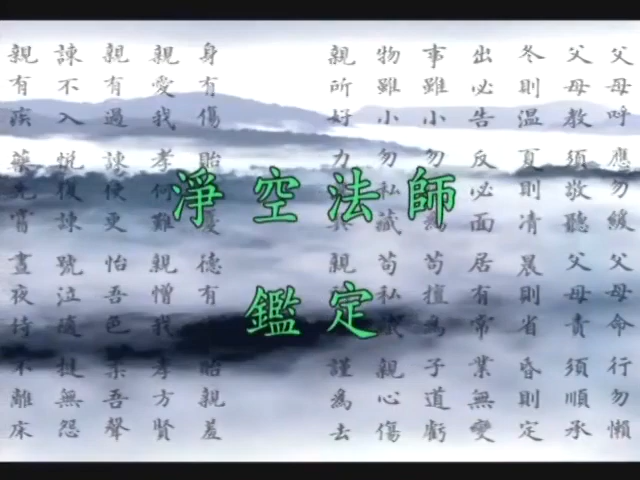 淨空法師
鑑定
父母呼應勿緩父母命行勿懶
父母教須敬聽父母責須順承
冬則温夏則凊晨則省昏則定
出必告反必面居有常業無變
事雖小勿為苟擅為子道虧
物雖小勿私藏苟私藏親心傷
親所好力具親謹為去
身有傷貽憂德有貽親羞
親愛我孝何難親憎我孝方賢
親有過諫使更怡吾色柔吾聲
諫不入悅復諫號泣隨撻無怨
親有疾藥先嘗晝夜侍不離床